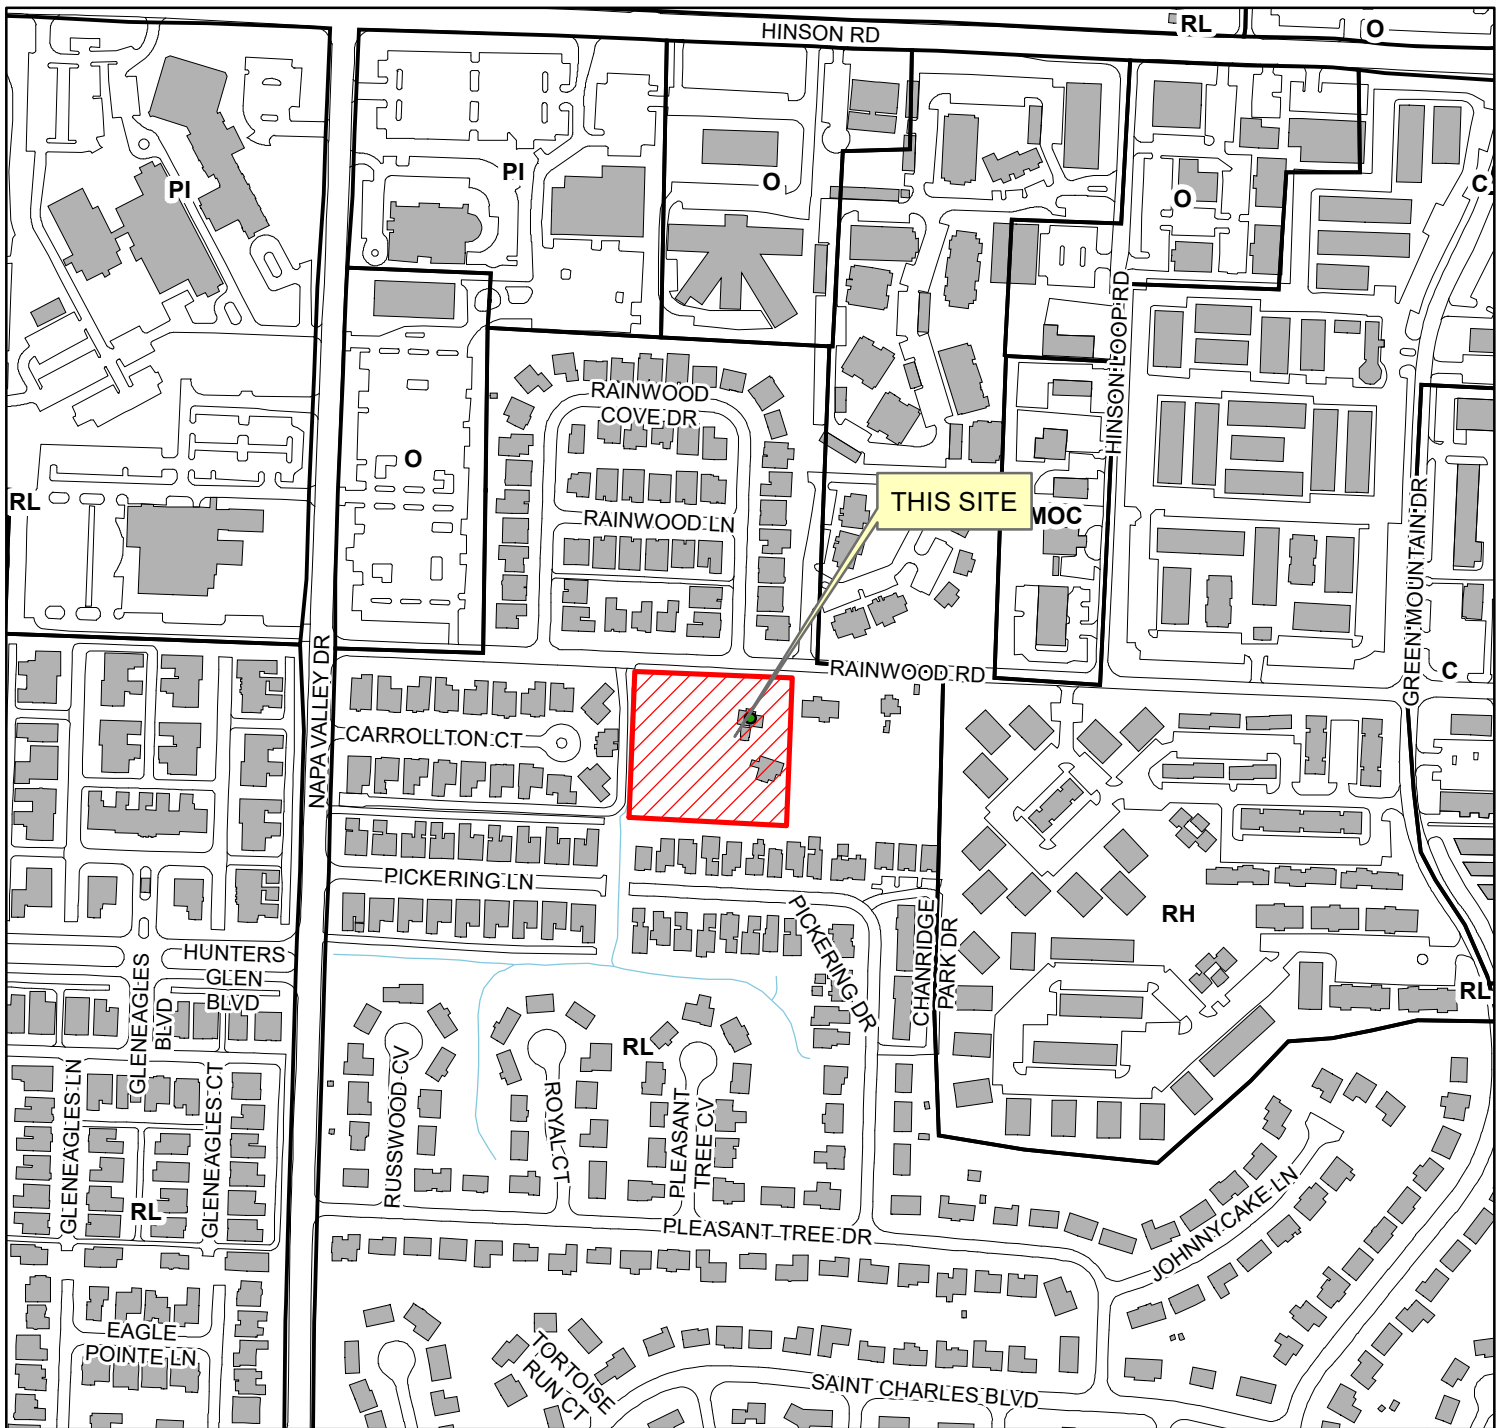 HINSON RD
RL
O
PI
PI
O
O
C
HINSON LOOP RD
RAINWOOD
COVE DR
O
RL
THIS SITE
MOC
RAINWOOD LN
GREEN MOUNTAIN DR
NAPA VALLEY DR
RAINWOOD RD
C
CARROLLTON CT
PICKERING LN
PICKERING DR
CHANRIDGE
PARK DR
RH
HUNTERS
GLEN
BLVD
GLENEAGLES
BLVD
RL
RL
GLENEAGLES LN
GLENEAGLES CT
RUSSWOOD CV
ROYAL CT
PLEASANT
TREE CV
RL
PLEASANT TREE DR
JOHNNYCAKE LN
EAGLE
POINTE LN
TORTOISE
RUN CT
SAINT CHARLES BLVD